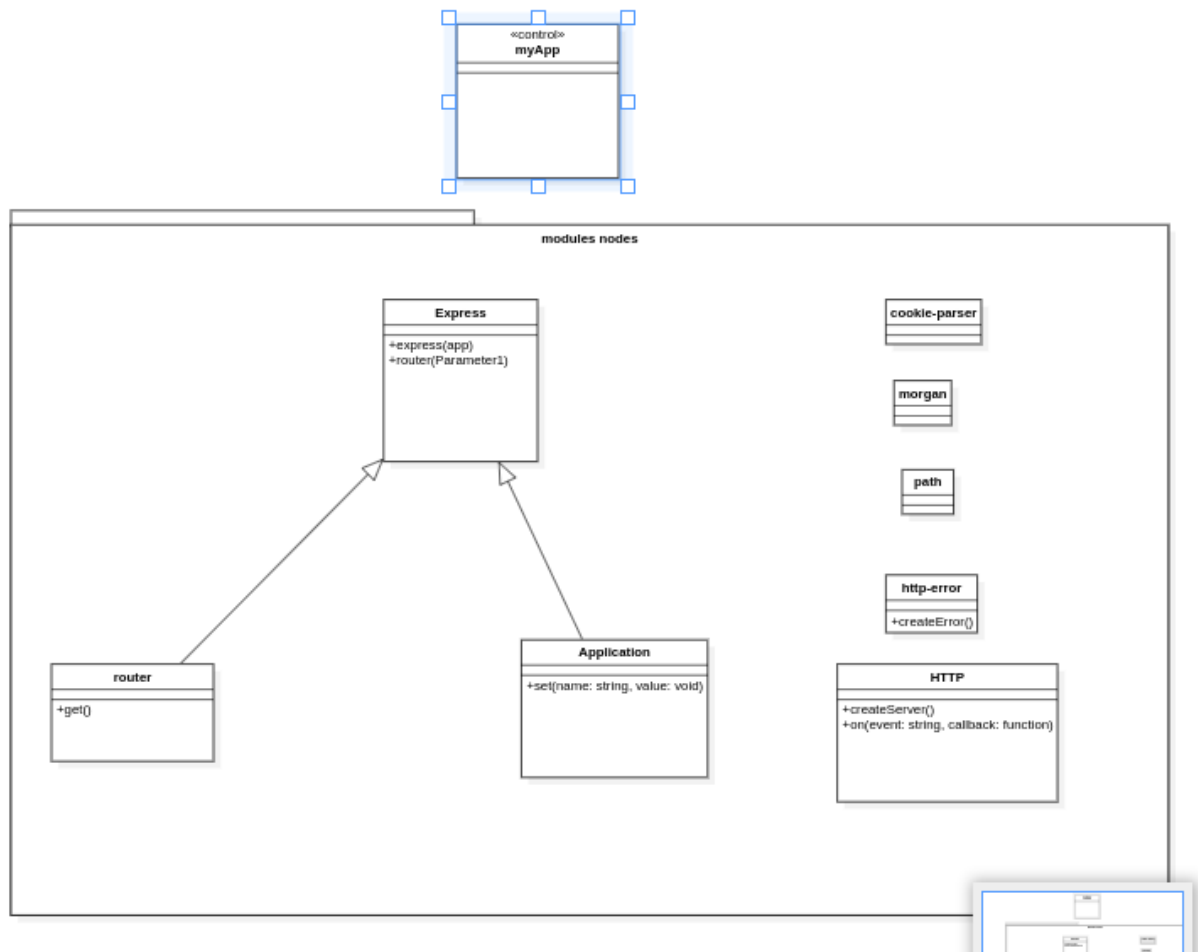 «control»
myApp
modules nodes
Express
+express(app)
+router(Parameter1)
cookie-parser
morgan
path
http-error
+createError()
router
+get()
Application
+set(name: string, value: void)
HTTP
+createServer()
+on(event: string, callback: function)